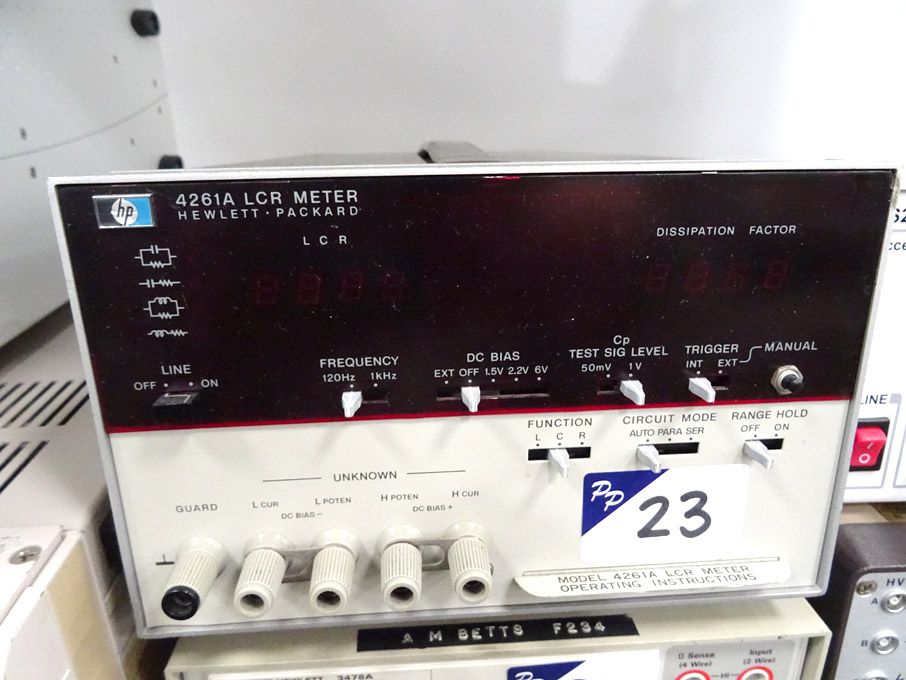 hp
4261A LCR METER
HEWLETT · PACKARD
L C R
DISSIPATION FACTOR
LINE
OFF ON
FREQUENCY
120Hz 1kHz
DC BIAS
EXT OFF 1.5V 2.2V 6V
Cp
TEST SIG LEVEL
50mV 1V
TRIGGER
INT EXT
MANUAL
FUNCTION
L C R
CIRCUIT MODE
AUTO PARA SER
RANGE HOLD
OFF ON
UNKNOWN
GUARD
L CUR
L POTEN
H POTEN
H CUR
DC BIAS -
DC BIAS +
PP
23
MODEL 4261A LCR METER
OPERATING INSTRUCTIONS
LINE
A M BETTS F234
HEWLETT 3478A
Ω Sense
(4 Wire)
HI
Input
(2 Wire)
HV
A
B